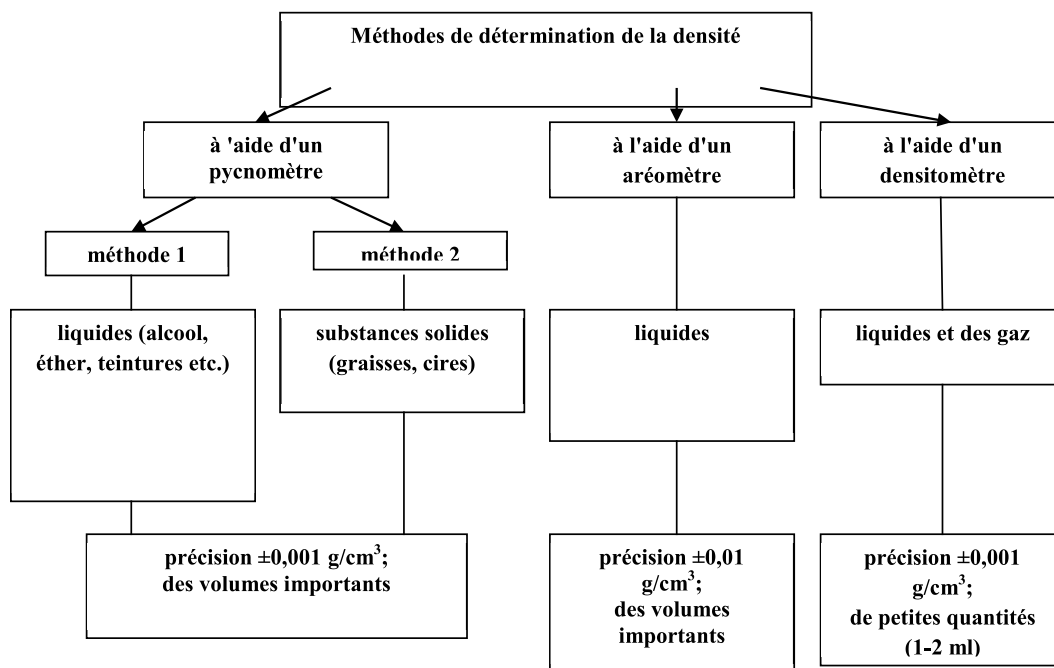 Méthodes de détermination de la densité
à 'aide d'un
pycnomètre
à l'aide d'un
aréomètre
à l'aide d'un
densitomètre
méthode 1
méthode 2
liquides (alcool,
éther, teintures etc.)
substances solides
(graisses, cires)
liquides
liquides et des gaz
précision ±0,001 g/cm³;
des volumes importants
précision ±0,01
g/cm³;
des volumes
importants
précision ±0,001
g/cm³;
de petites quantités
(1-2 ml)